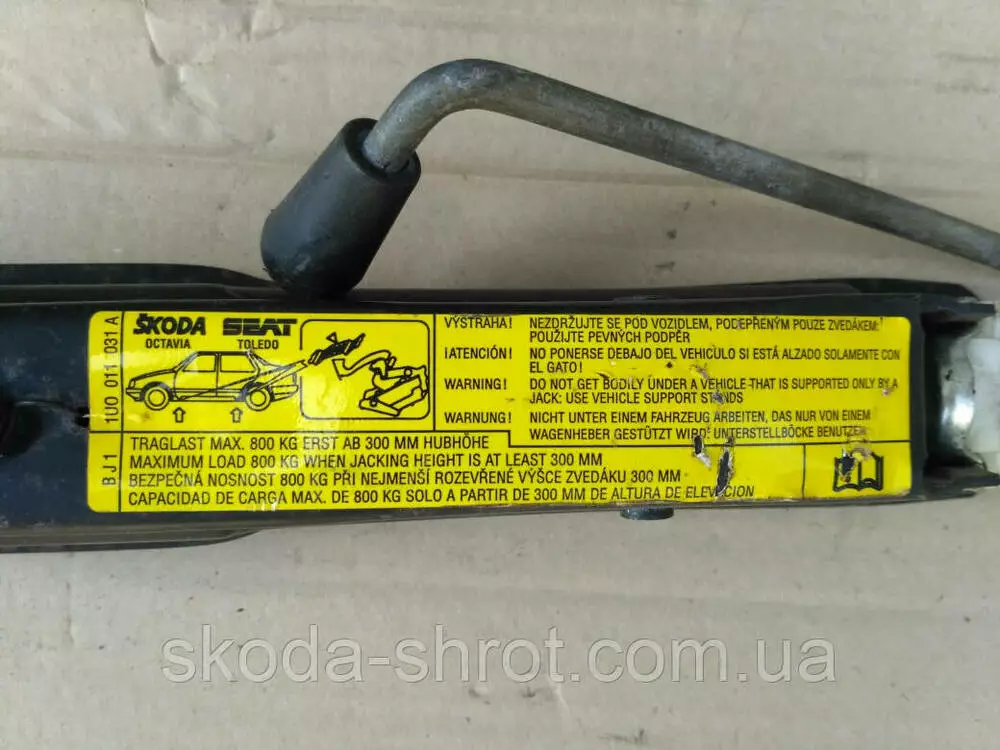 1U0 011 031A
BJ1
ŠKODA SEAT
OCTAVIA TOLEDO
VÝSTRAHA! NEZDRŽUJTE SE POD VOZIDLEM, PODEPŘENÝM POUZE ZVEDÁKEM:
POUŽIJTE PEVNÝCH PODPĚR
¡ATENCIÓN! NO PONERSE DEBAJO DEL VEHICULO SI ESTÁ ALZADO SOLAMENTE CON
EL GATO!
WARNING! DO NOT GET BODILY UNDER A VEHICLE THAT IS SUPPORTED ONLY BY A
JACK: USE VEHICLE SUPPORT STANDS
WARNUNG! NICHT UNTER EINEM FAHRZEUG ARBEITEN, DAS NUR VON EINEM
WAGENHEBER GESTÜTZT WIRD: UNTERSTELLBÖCKE BENUTZEN
TRAGLAST MAX. 800 KG ERST AB 300 MM HUBHÖHE
MAXIMUM LOAD 800 KG WHEN JACKING HEIGHT IS AT LEAST 300 MM
BEZPEČNÁ NOSNOST 800 KG PŘI NEJMENŠÍ ROZEVŘENÉ VÝŠCE ZVEDÁKU 300 MM
CAPACIDAD DE CARGA MAX. DE 800 KG SOLO A PARTIR DE 300 MM DE ALTURA DE ELEVACION
skoda-shrot.com.ua